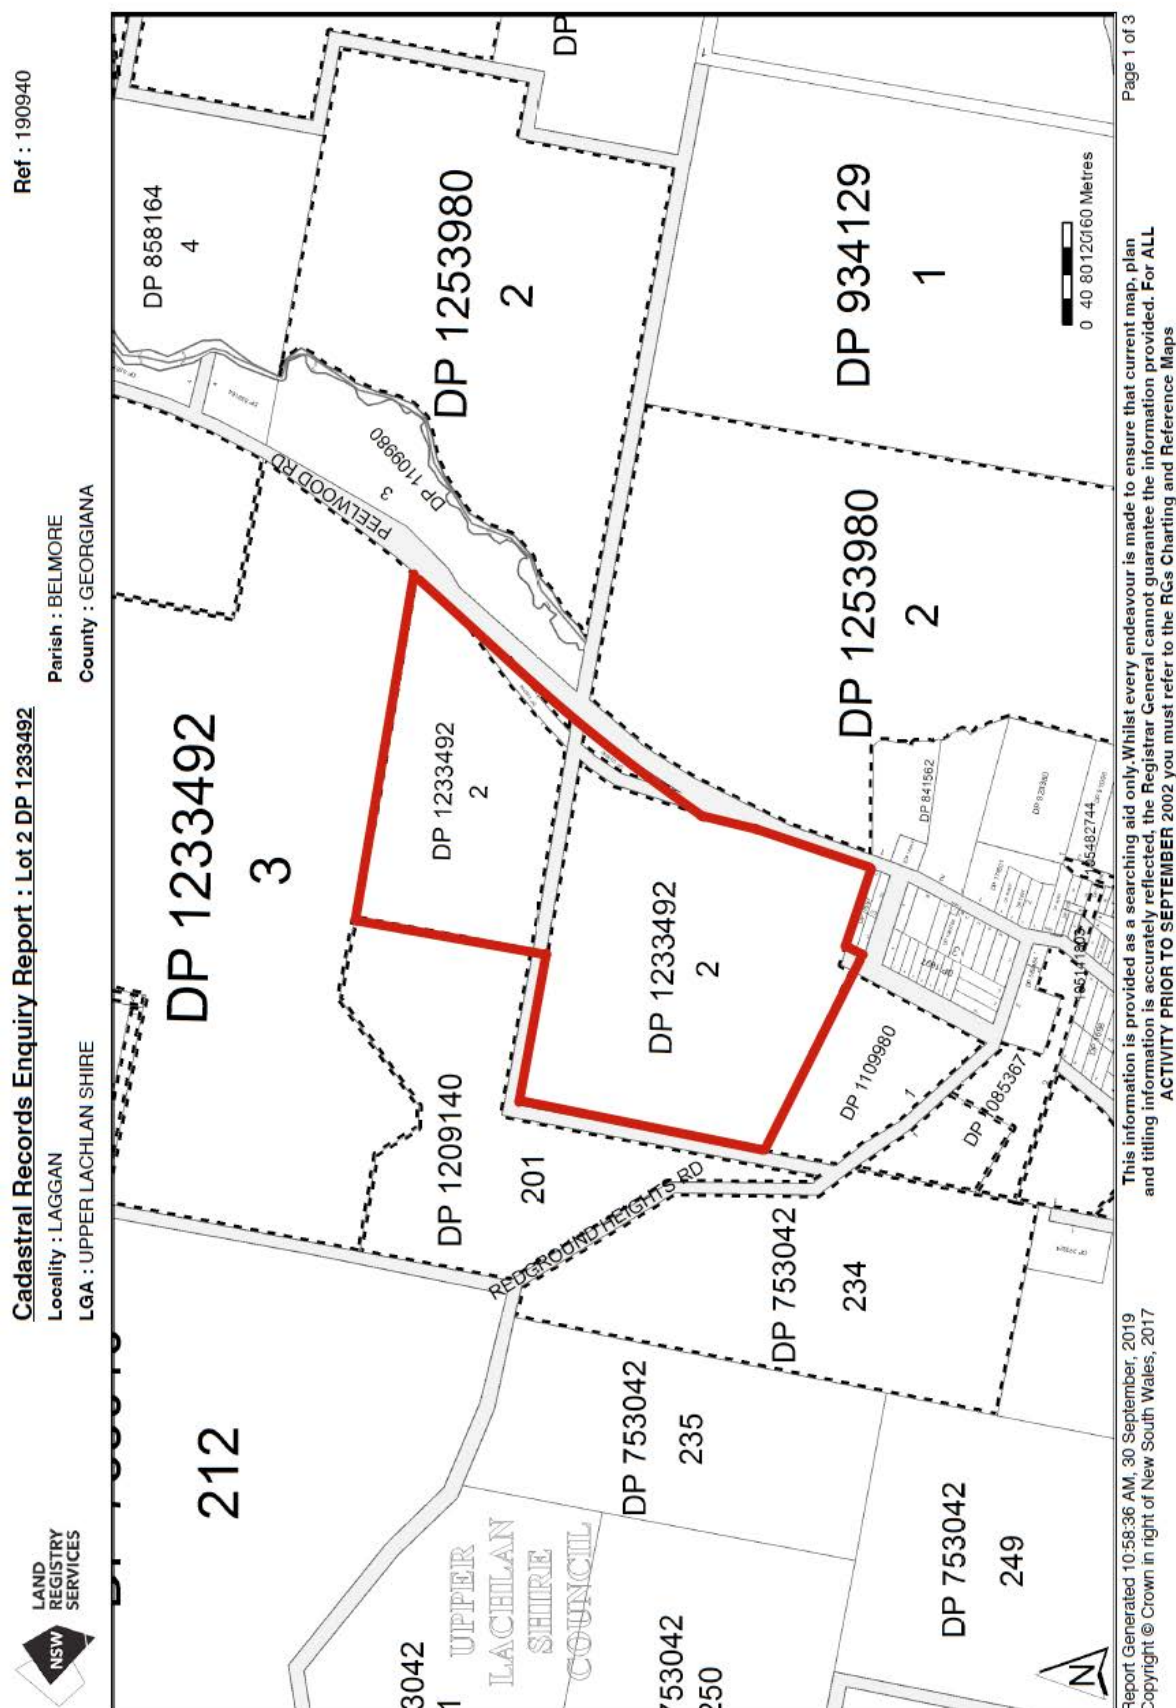 LAND
REGISTRY
SERVICES
NSW
Cadastral Records Enquiry Report : Lot 2 DP 1233492
Ref : 190940
Locality : LAGGAN
Parish : BELMORE
LGA : UPPER LACHLAN SHIRE
County : GEORGIANA
212
DP 1233492
3
DP 858164
4
DP
DP 1253980
2
PEELWOOD RD
3
DP 1109980
DP 1233492
2
DP 1209140
201
REDGROUND HEIGHTS RD
DP 1233492
2
DP 934129
1
DP 1253980
2
DP 841562
DP 1109980
1
DP 753042
234
DP 753042
235
DP 753042
249
UPPER
LACHLAN
SHIRE
COUNCIL
3042
1
753042
250
N
0 40 80 120160 Metres
Report Generated 10:58:36 AM, 30 September, 2019
Copyright © Crown in right of New South Wales, 2017
This information is provided as a searching aid only.Whilst every endeavour is made to ensure that current map, plan
and titling information is accurately reflected, the Registrar General cannot guarantee the information provided. For ALL
ACTIVITY PRIOR TO SEPTEMBER 2002 you must refer to the RGs Charting and Reference Maps
Page 1 of 3